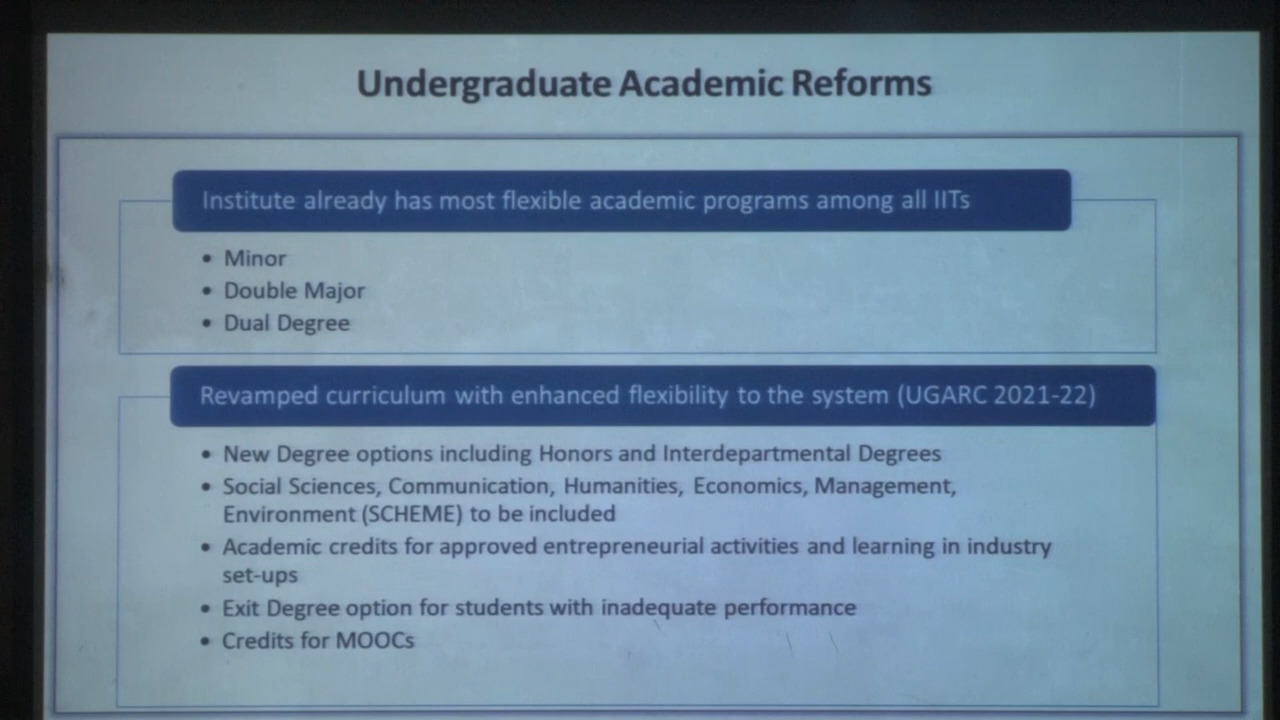 Undergraduate Academic Reforms
Institute already has most flexible academic programs among all IITs
• Minor
• Double Major
• Dual Degree
Revamped curriculum with enhanced flexibility to the system (UGARC 2021-22)
• New Degree options including Honors and Interdepartmental Degrees
• Social Sciences, Communication, Humanities, Economics, Management,
Environment (SCHEME) to be included
• Academic credits for approved entrepreneurial activities and learning in industry
set-ups
• Exit Degree option for students with inadequate performance
• Credits for MOOCs